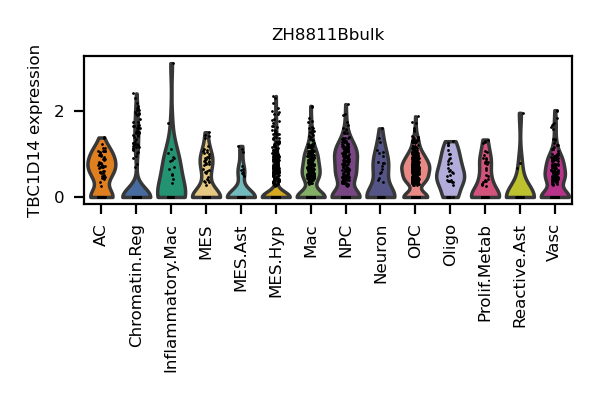 ZH8811Bbulk
TBC1D14 expression
2
0
AC
Chromatin.Reg
Inflammatory.Mac
MES
MES.Ast
MES.Hyp
Mac
NPC
Neuron
OPC
Oligo
Prolif.Metab
Reactive.Ast
Vasc